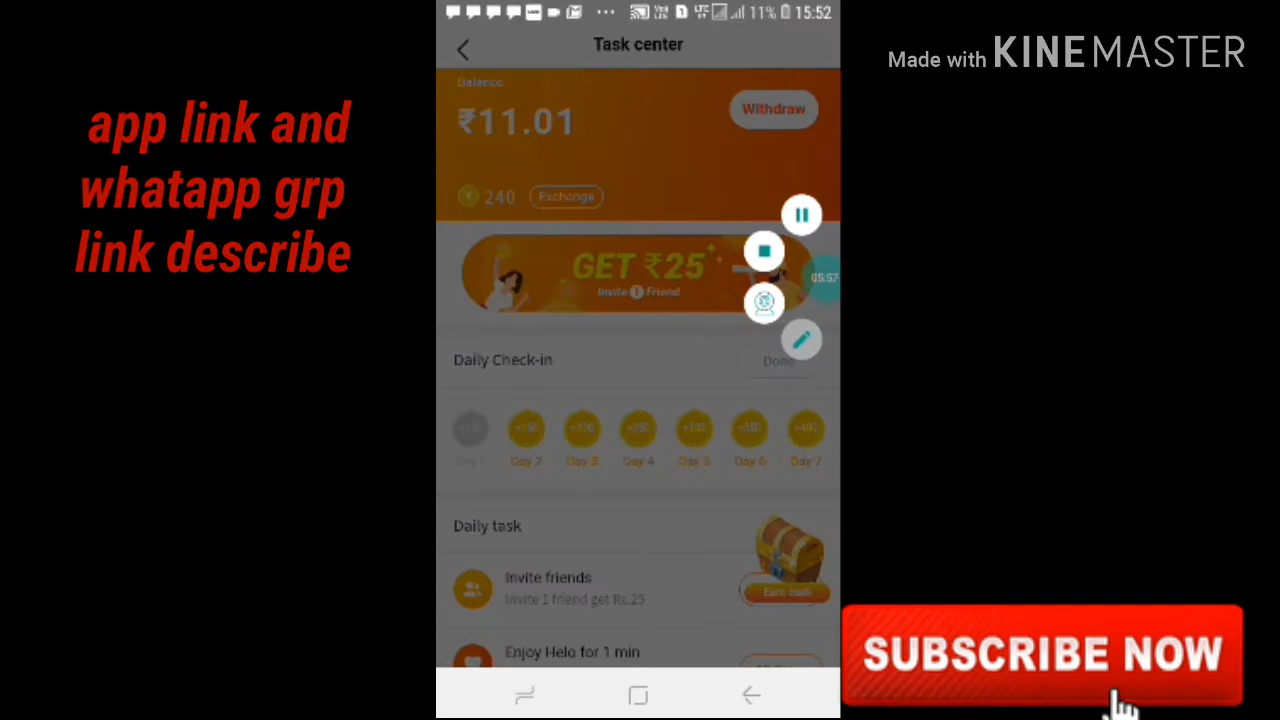 app link and
whatapp grp
link describe
Made with KINEMASTER
11% 15:52
Task center
Balance
₹11.01
Withdraw
240 Exchange
GET ₹25
Invite 1 Friend
05:57
Daily Check-in
Done
Day 1 Day 2 Day 3 Day 4 Day 5 Day 6 Day 7
Daily task
Invite friends
Invite 1 friend get Rs.25
Earn coin
Enjoy Helo for 1 min
SUBSCRIBE NOW